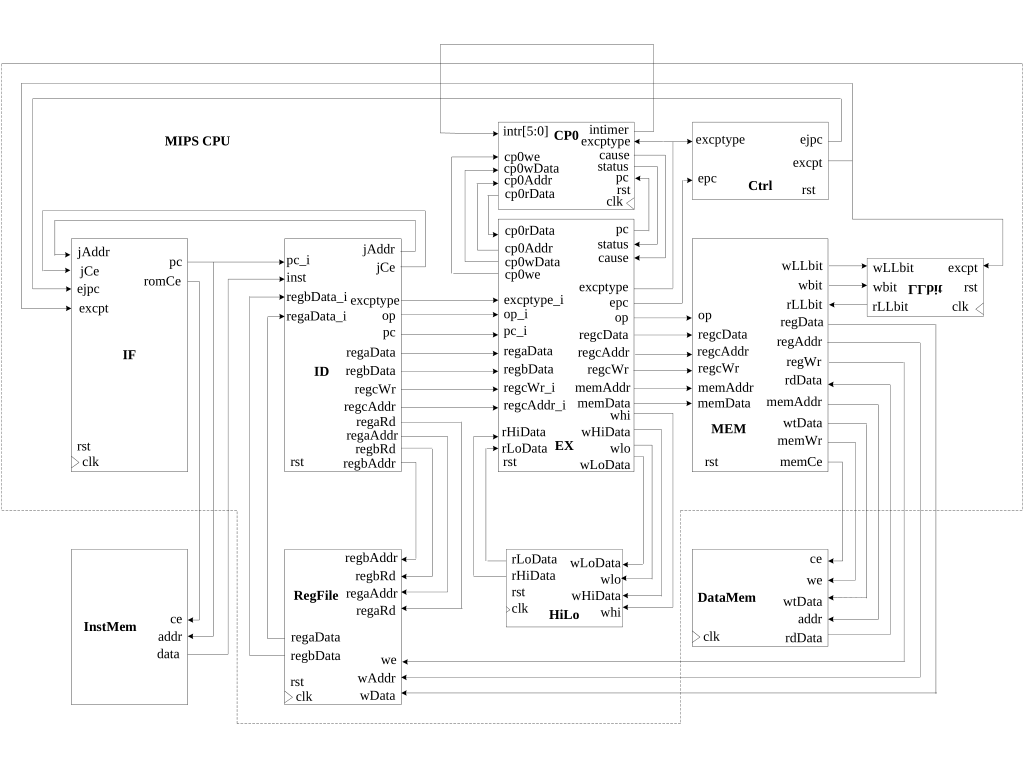 MIPS CPU
intr[5:0]
CP0
intimer
excptype
cause
status
pc
rst
clk
cp0we
cp0wData
cp0Addr
cp0rData
excptype
epc
Ctrl
ejpc
excpt
rst
jAddr
jCe
ejpc
excpt
pc
romCe
IF
rst
clk
pc_i
inst
regbData_i
regaData_i
ID
rst
jAddr
jCe
excptype
op
pc
regaData
regbData
regcWr
regcAddr
regaRd
regaAddr
regbRd
regbAddr
cp0rData
cp0Addr
cp0wData
cp0we
excptype_i
op_i
pc_i
regaData
regbData
regcWr_i
regcAddr_i
rHiData
rLoData
rst
EX
pc
status
cause
excptype
epc
op
regcData
regcAddr
regcWr
memAddr
memData
whi
wHiData
wlo
wLoData
op
regcData
regcAddr
regcWr
memAddr
memData
MEM
rst
wLLbit
wbit
rLLbit
regData
regAddr
regWr
rdData
memAddr
wtData
memWr
memCe
wLLbit
wbit
rLLbit
LLbit
excpt
rst
clk
InstMem
ce
addr
data
RegFile
regbAddr
regbRd
regaAddr
regaRd
regaData
regbData
we
wAddr
wData
rst
clk
rLoData
rHiData
rst
clk
HiLo
wLoData
wlo
wHiData
whi
DataMem
clk
ce
we
wtData
addr
rdData